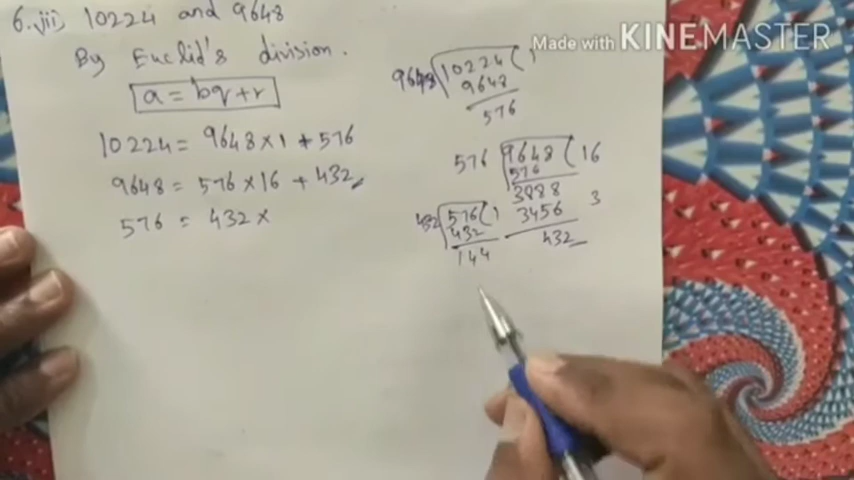 6. iii) 10224 and 9648
By Euclid's division.
a = bq+r
10224 = 9648 x 1 + 576
9648 = 576 x 16 + 432
576 = 432 x
9648 10224 ( 1
9648
576
576 9648 ( 16
576
3888 3
3456
432
432 576 ( 1
432
144
Made with KINEMASTER